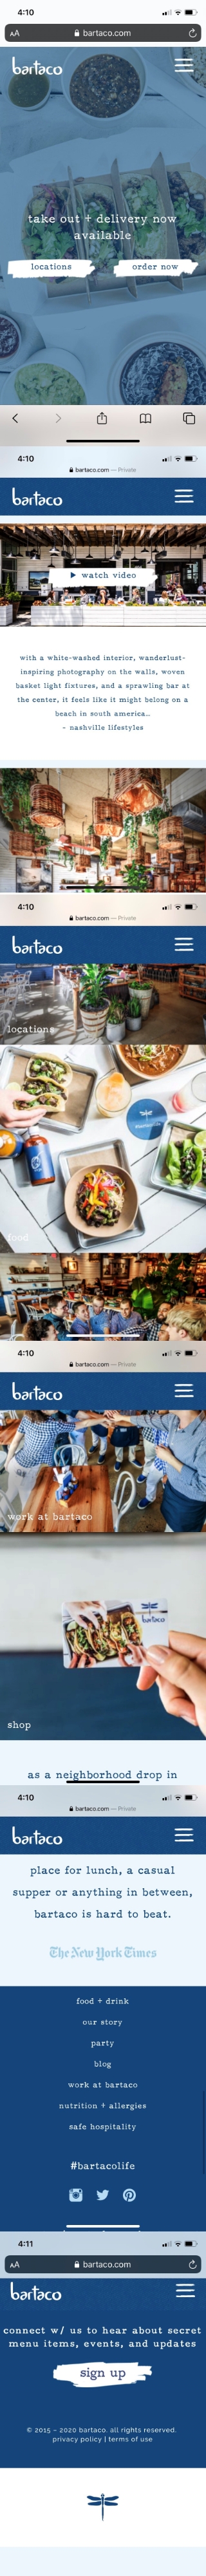 4:10
AA bartaco.com
bartaco
take out + delivery now
available
locations order now
4:10
bartaco.com — Private
bartaco
watch video
with a white-washed interior, wanderlust-
inspiring photography on the walls, woven
basket light fixtures, and a sprawling bar at
the center, it feels like it might belong on a
beach in south america...
- nashville lifestyles
4:10
bartaco.com — Private
bartaco
locations
food
4:10
bartaco.com — Private
bartaco
work at bartaco
bartaco
shop
as a neighborhood drop in
4:10
bartaco.com — Private
bartaco
place for lunch, a casual
supper or anything in between,
bartaco is hard to beat.
The New York Times
food + drink
our story
party
blog
work at bartaco
nutrition + allergies
safe hospitality
#bartacolife
4:11
AA bartaco.com
bartaco
connect w/ us to hear about secret
menu items, events, and updates
sign up
© 2015 – 2020 bartaco. all rights reserved.
privacy policy | terms of use